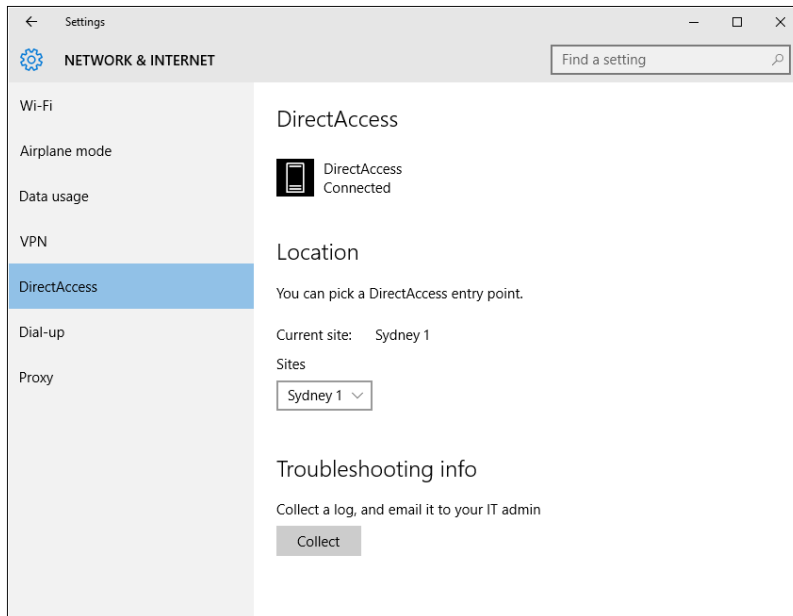 Settings
NETWORK & INTERNET
Find a setting
Wi-Fi
Airplane mode
Data usage
VPN
DirectAccess
Dial-up
Proxy
DirectAccess
DirectAccess
Connected
Location
You can pick a DirectAccess entry point.
Current site: Sydney 1
Sites
Sydney 1
Troubleshooting info
Collect a log, and email it to your IT admin
Collect